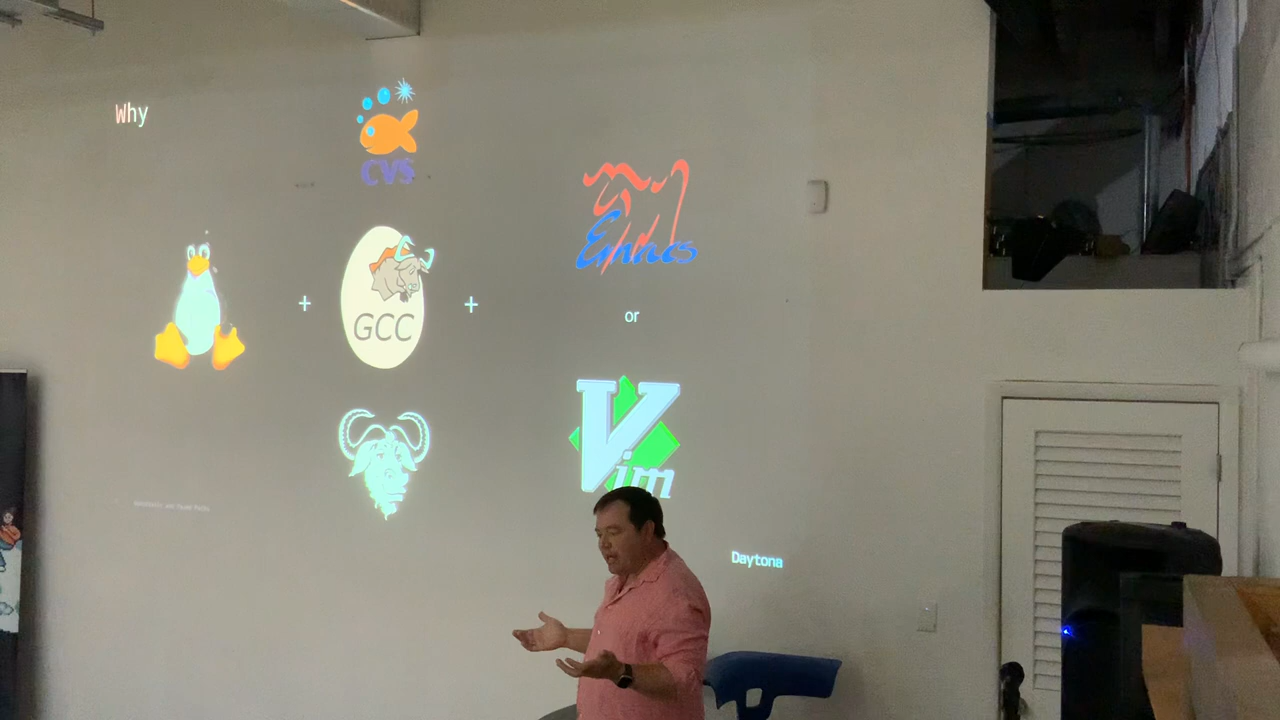 Why
CVS
Emacs
+
GCC
+
or
Vim
Daytona